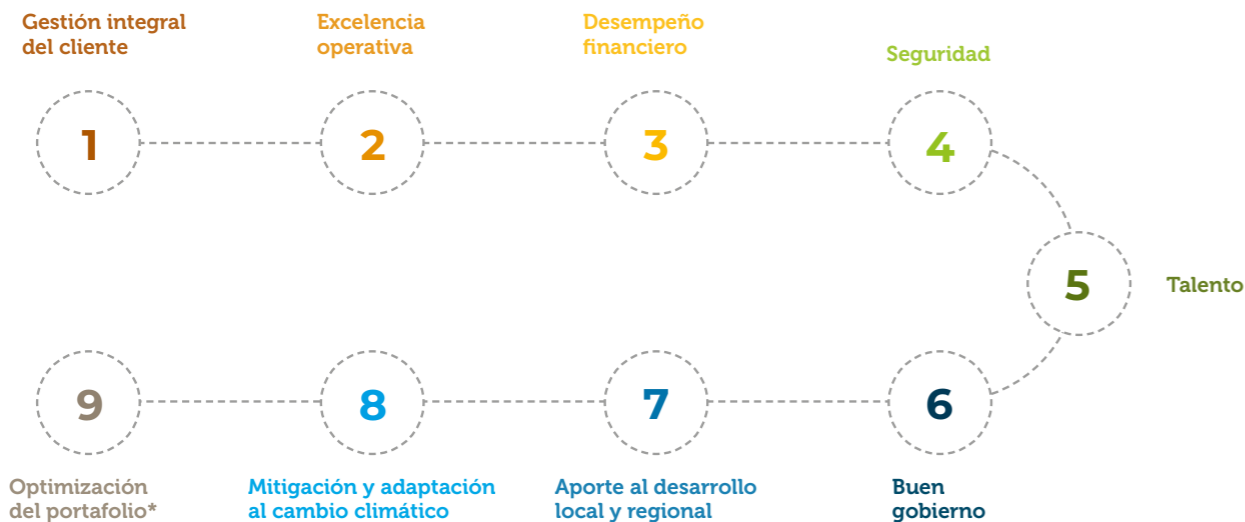 Gestión integral
del cliente
Excelencia
operativa
Desempeño
financiero
Seguridad
1
2
3
4
5
Talento
9
8
7
6
Optimización
del portafolio*
Mitigación y adaptación
al cambio climático
Aporte al desarrollo
local y regional
Buen
gobierno